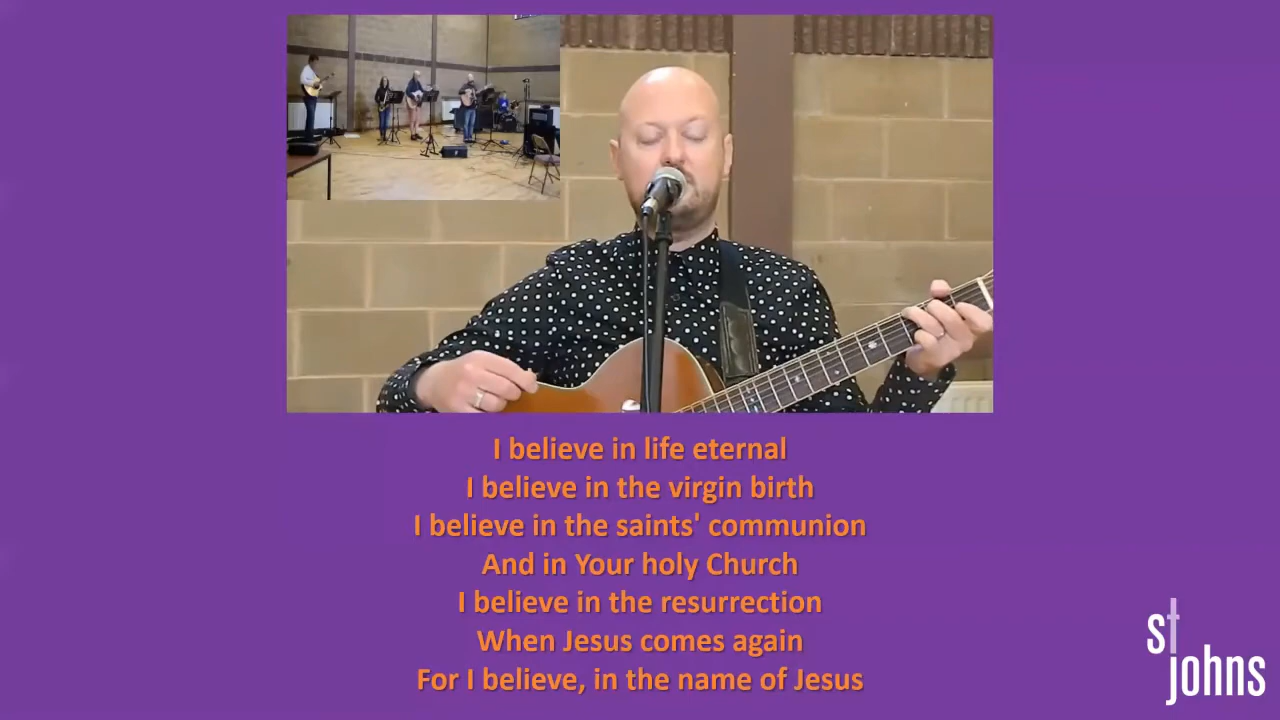 I believe in life eternal
I believe in the virgin birth
I believe in the saints' communion
And in Your holy Church
I believe in the resurrection
When Jesus comes again
For I believe, in the name of Jesus
st
johns